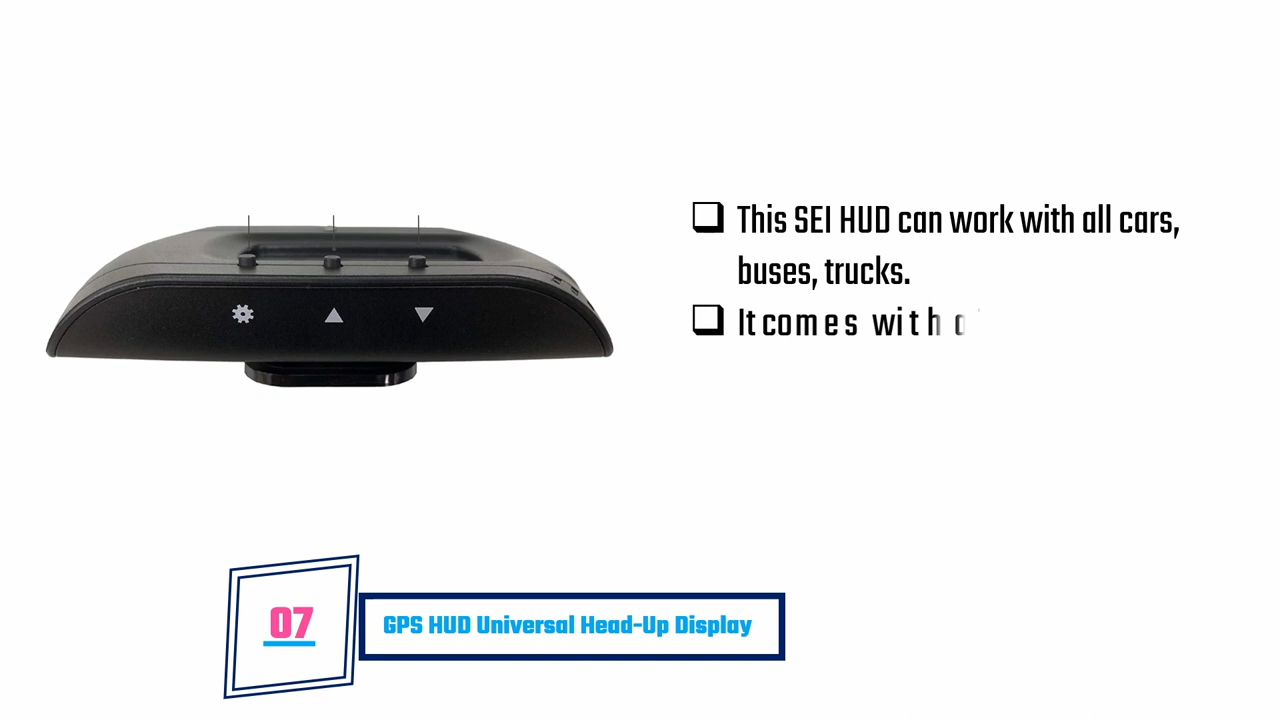 This SEI HUD can work with all cars,
buses, trucks.
It comes with
07
GPS HUD Universal Head-Up Display